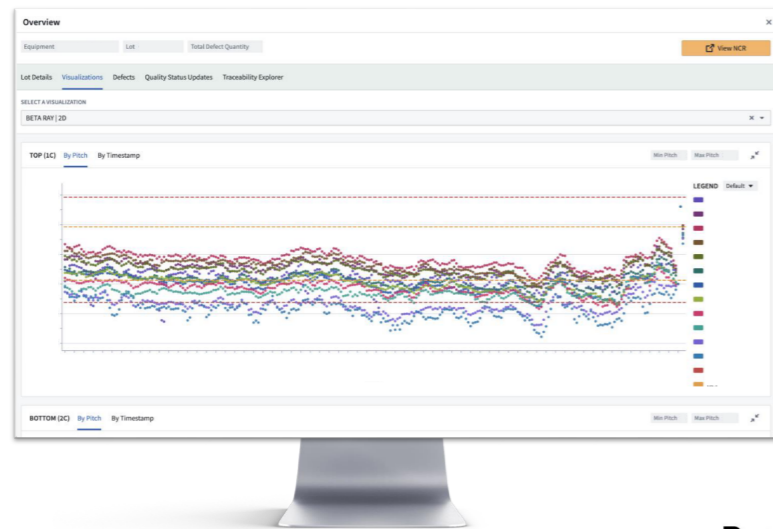 Overview ×
Equipment Lot Total Defect Quantity View NCR
Lot Details Visualizations Defects Quality Status Updates Traceability Explorer
SELECT A VISUALIZATION
BETA RAY | 2D
TOP (1C) By Pitch By Timestamp Min Pitch Max Pitch
LEGEND Default
BOTTOM (2C) By Pitch By Timestamp Min Pitch Max Pitch